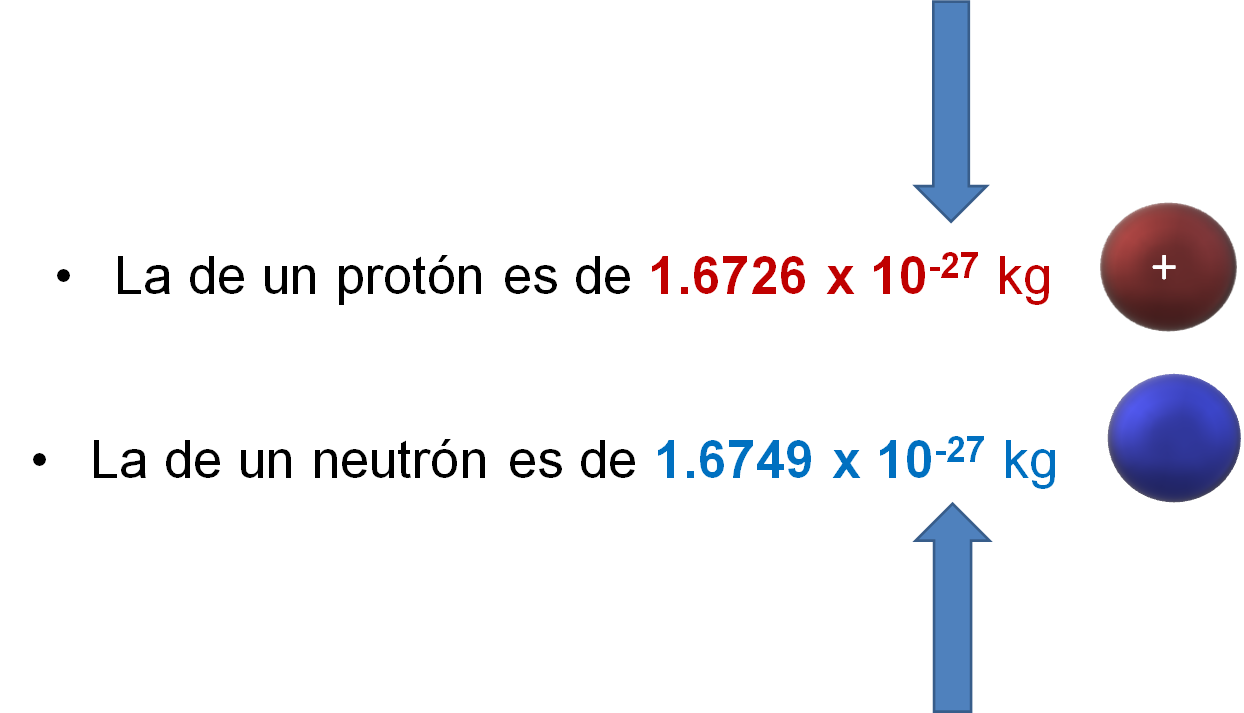 • La de un protón es de 1.6726 x 10⁻²⁷ kg
+
• La de un neutrón es de 1.6749 x 10⁻²⁷ kg